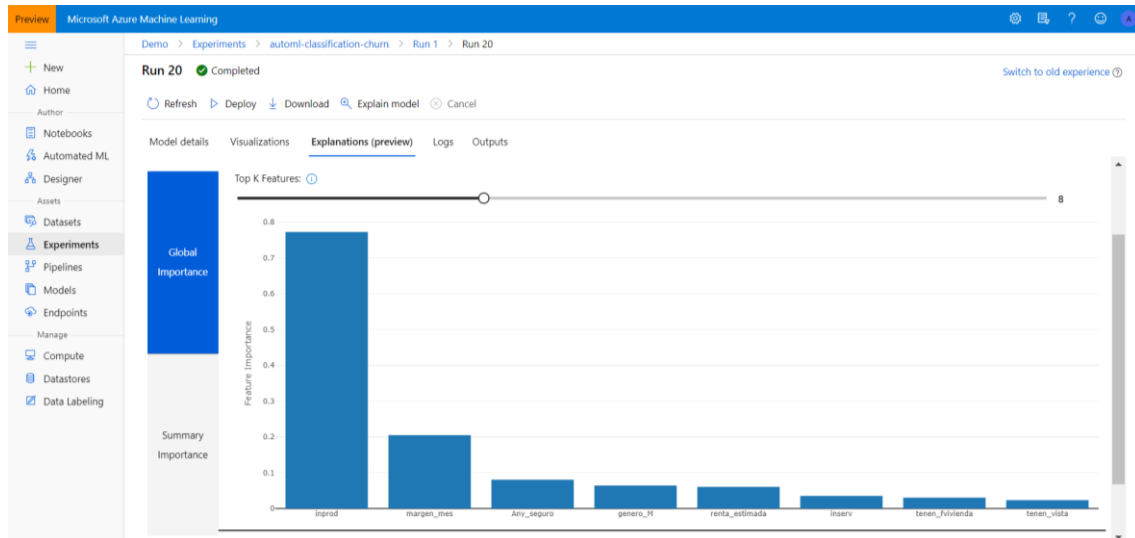 Preview Microsoft Azure Machine Learning A
Demo > Experiments > automl-classification-churn > Run 1 > Run 20
New
Home
Author
Notebooks
Automated ML
Designer
Assets
Datasets
Experiments
Pipelines
Models
Endpoints
Manage
Compute
Datastores
Data Labeling
Run 20 Completed
Switch to old experience
Refresh Deploy Download Explain model Cancel
Model details Visualizations Explanations (preview) Logs Outputs
Global
Importance
Summary
Importance
Top K Features:
8
Feature Importance
0.8
0.7
0.6
0.5
0.4
0.3
0.2
0.1
0
inprod margen_mes Any_seguro genero_M renta_estimada inserv tenen_fvivienda tenen_vista